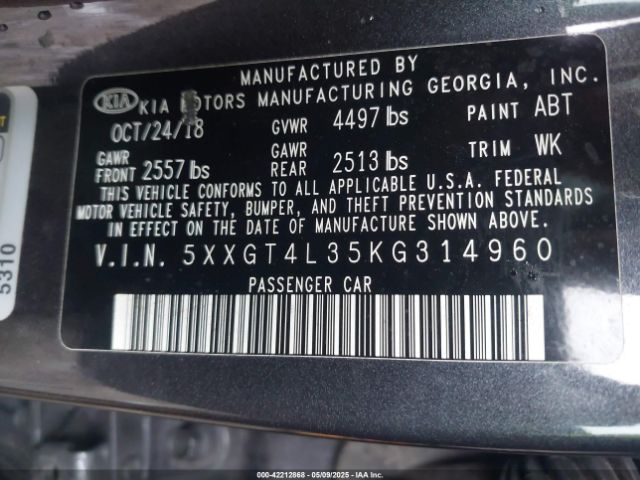 MANUFACTURED BY
KIA KIA MOTORS MANUFACTURING GEORGIA, INC.
OCT/24/18 GVWR 4497 lbs PAINT ABT
GAWR FRONT 2557 lbs GAWR REAR 2513 lbs TRIM WK
THIS VEHICLE CONFORMS TO ALL APPLICABLE U.S.A. FEDERAL
MOTOR VEHICLE SAFETY, BUMPER, AND THEFT PREVENTION STANDARDS
IN EFFECT ON THE DATE OF MANUFACTURE SHOWN ABOVE.
V.I.N. 5XXGT4L35KG314960
PASSENGER CAR
5310
000-42212868 - 05/09/2025 - IAAI.COM